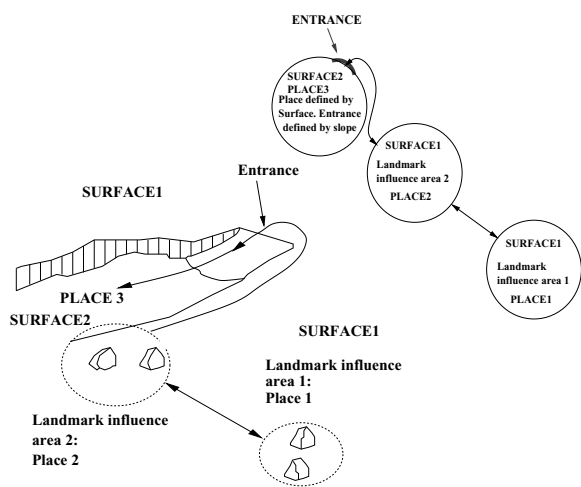 ENTRANCE
SURFACE2
PLACE3
Place defined by
Surface. Entrance
defined by slope
SURFACE1
Landmark
influence area 2
PLACE2
SURFACE1
Landmark
influence area 1
PLACE1
Entrance
SURFACE1
PLACE 3
SURFACE2
SURFACE1
Landmark influence
area 1:
Place 1
Landmark influence
area 2:
Place 2